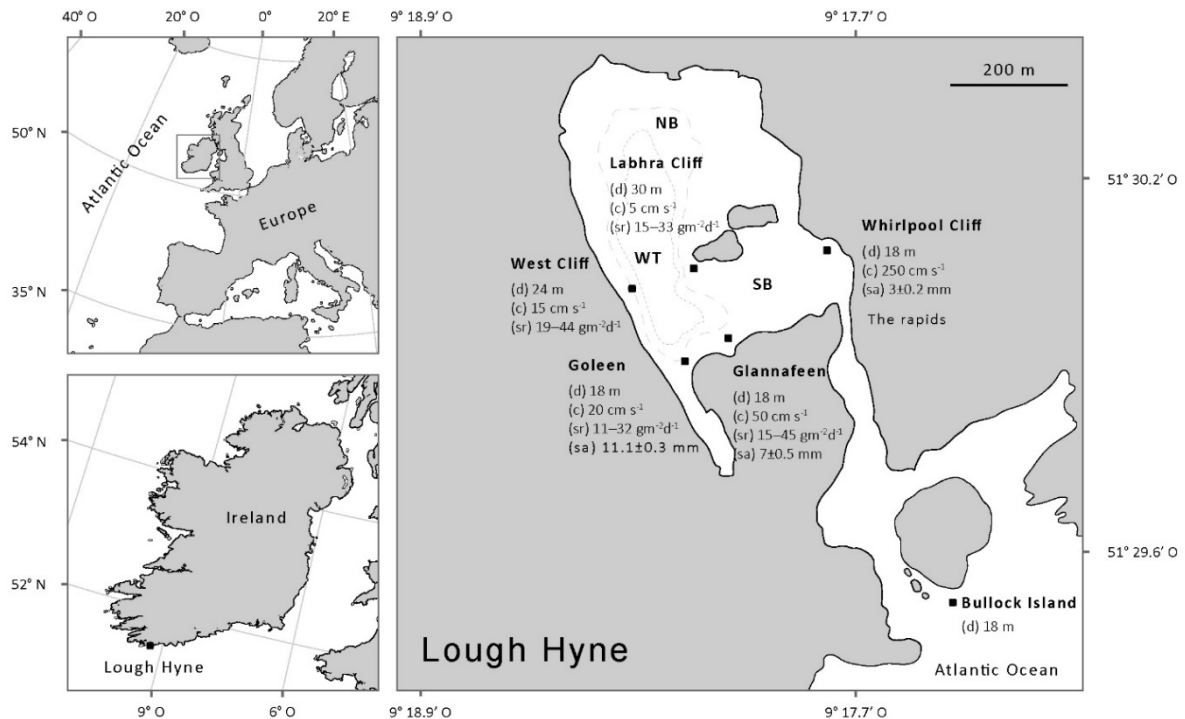 40° O
20° O
0°
20° E
50° N
35° N
Atlantic Ocean
Europe
54° N
52° N
Ireland
Lough Hyne
9° O
6° O
9° 18.9′ O
9° 17.7′ O
200 m
NB
Labhra Cliff
(d) 30 m
(c) 5 cm s⁻¹
(sr) 15–33 gm⁻²d⁻¹
51° 30.2′ O
Whirlpool Cliff
(d) 18 m
(c) 250 cm s⁻¹
(sa) 3±0.2 mm
The rapids
West Cliff
(d) 24 m
(c) 15 cm s⁻¹
(sr) 19–44 gm⁻²d⁻¹
WT
SB
Goleen
(d) 18 m
(c) 20 cm s⁻¹
(sr) 11–32 gm⁻²d⁻¹
(sa) 11.1±0.3 mm
Glannafeen
(d) 18 m
(c) 50 cm s⁻¹
(sr) 15–45 gm⁻²d⁻¹
(sa) 7±0.5 mm
51° 29.6′ O
Bullock Island
(d) 18 m
Lough Hyne
Atlantic Ocean
9° 18.9′ O
9° 17.7′ O